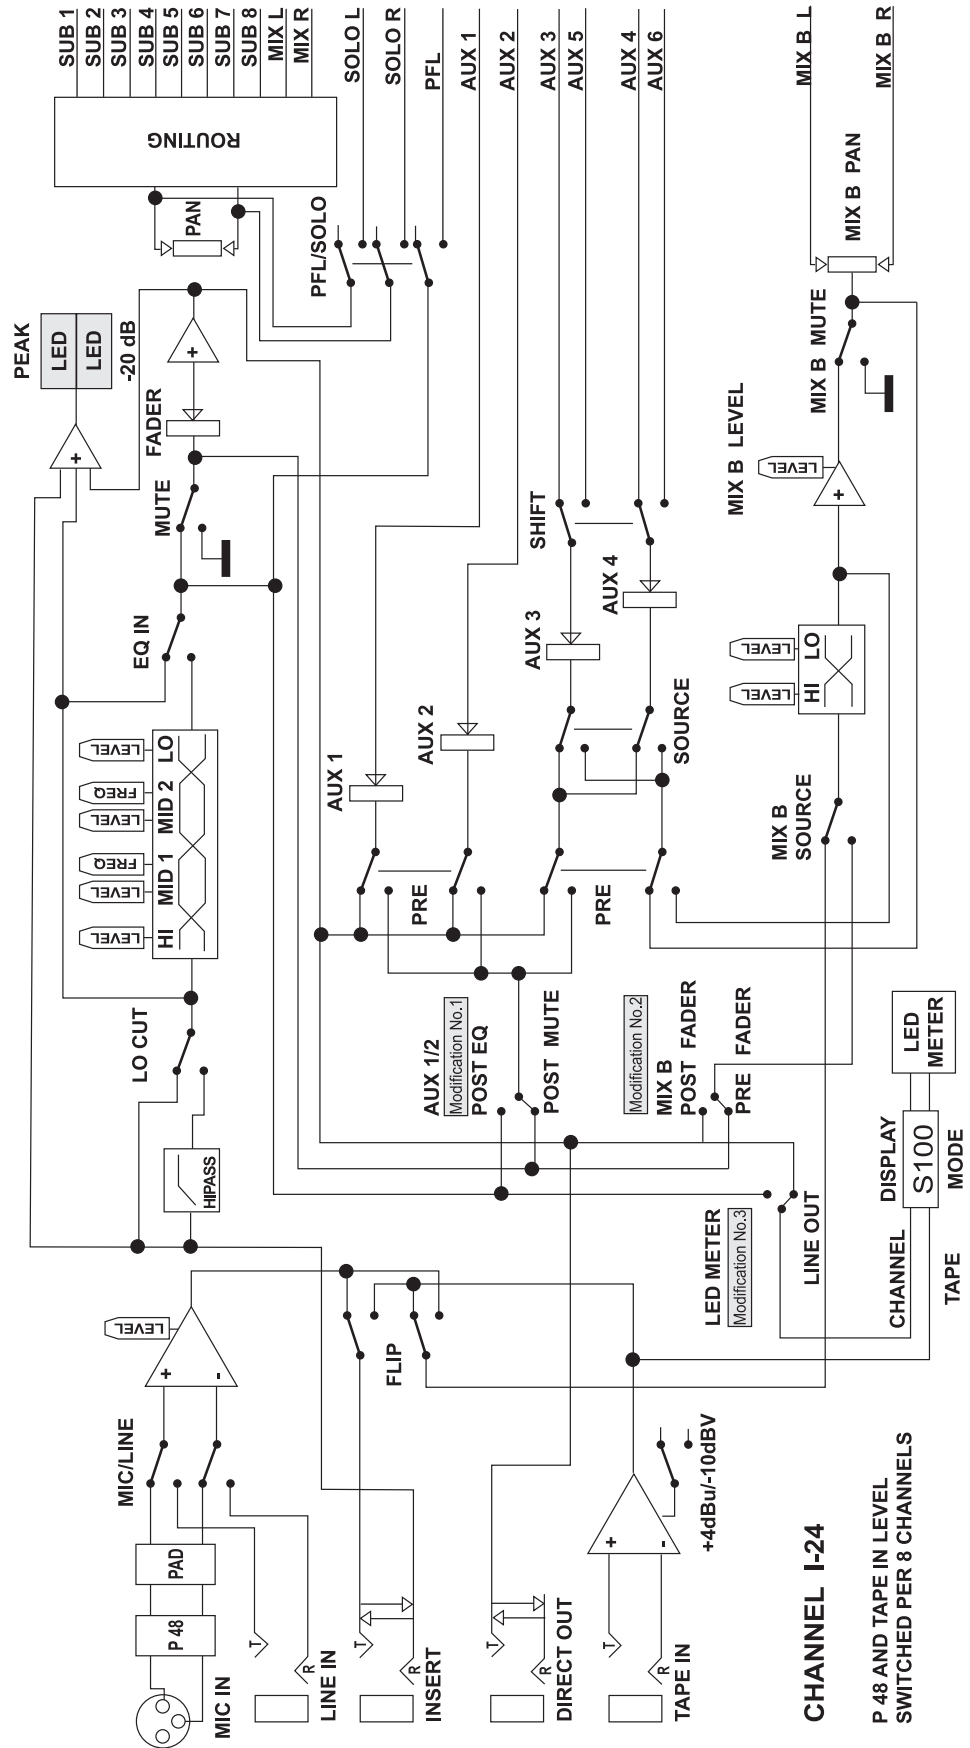 MIC IN
P 48
PAD
MIC/LINE
T
R
LINE IN
+
-
LEVEL
T
R
INSERT
FLIP
T
R
DIRECT OUT
T
R
TAPE IN
+
-
+4dBu/-10dBV
CHANNEL I-24
P 48 AND TAPE IN LEVEL
SWITCHED PER 8 CHANNELS
HIPASS
LO CUT
LEVEL
LEVEL
FREQ
LEVEL
FREQ
LEVEL
HI
MID 1
MID 2
LO
EQ IN
MUTE
FADER
+
+
PEAK
LED
LED
-20 dB
PAN
ROUTING
SUB 1
SUB 2
SUB 3
SUB 4
SUB 5
SUB 6
SUB 7
SUB 8
MIX L
MIX R
PFL/SOLO
SOLO L
SOLO R
PFL
AUX 1
AUX 2
AUX 3
AUX 5
AUX 4
AUX 6
AUX 1/2
Modification No.1
POST EQ
POST MUTE
PRE
AUX 1
AUX 2
PRE
SOURCE
AUX 3
AUX 4
SHIFT
Modification No.2
MIX B
POST FADER
PRE FADER
LED METER
Modification No.3
LINE OUT
CHANNEL
TAPE
DISPLAY
S100
MODE
LED
METER
MIX B
SOURCE
LEVEL
LEVEL
HI
LO
MIX B LEVEL
LEVEL
+
MIX B MUTE
MIX B PAN
MIX B L
MIX B R